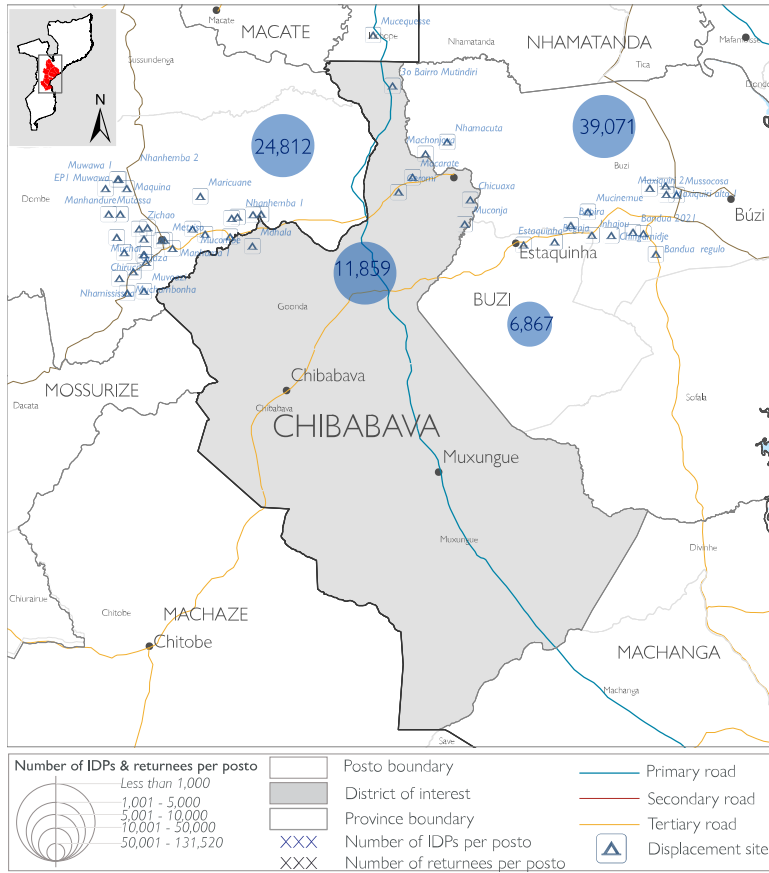 Macate
MACATE
Mucequesse
Nhamatanda
NHAMATANDA
Mafambisse
Tica
Sussundenga
3o Bairro Mutindiri
N
24,812
39,071
Nhamacuta
Machonjova
Macarate
Nhanhemba 2
Muwawa 1
EP1 Muwawa
Maquina
Dombe
Manhandure
Mutassa
Maricuane
Zichao
Nhanhemba 1
Mahala
Chicuaxa
Muconja
Buzi
Maxiquiri 2
Mussocosa
Mucinemue
Búzi
Estaquinha
Estaquinha
Bandua 2021
Bandua regulo
Nhamississua
Muchambonha
11,859
Goonda
BUZI
6,867
MOSSURIZE
Dacata
Chibabava
Chibabava
CHIBABAVA
Sofala
Muxungue
Muxungue
Divinhe
Chiurairue
Chitobe
MACHAZE
Chitobe
MACHANGA
Machanga
Save
Number of IDPs & returnees per posto
Less than 1,000
1,001 - 5,000
5,001 - 10,000
10,001 - 50,000
50,001 - 131,520
Posto boundary
District of interest
Province boundary
XXX Number of IDPs per posto
XXX Number of returnees per posto
Primary road
Secondary road
Tertiary road
Displacement site